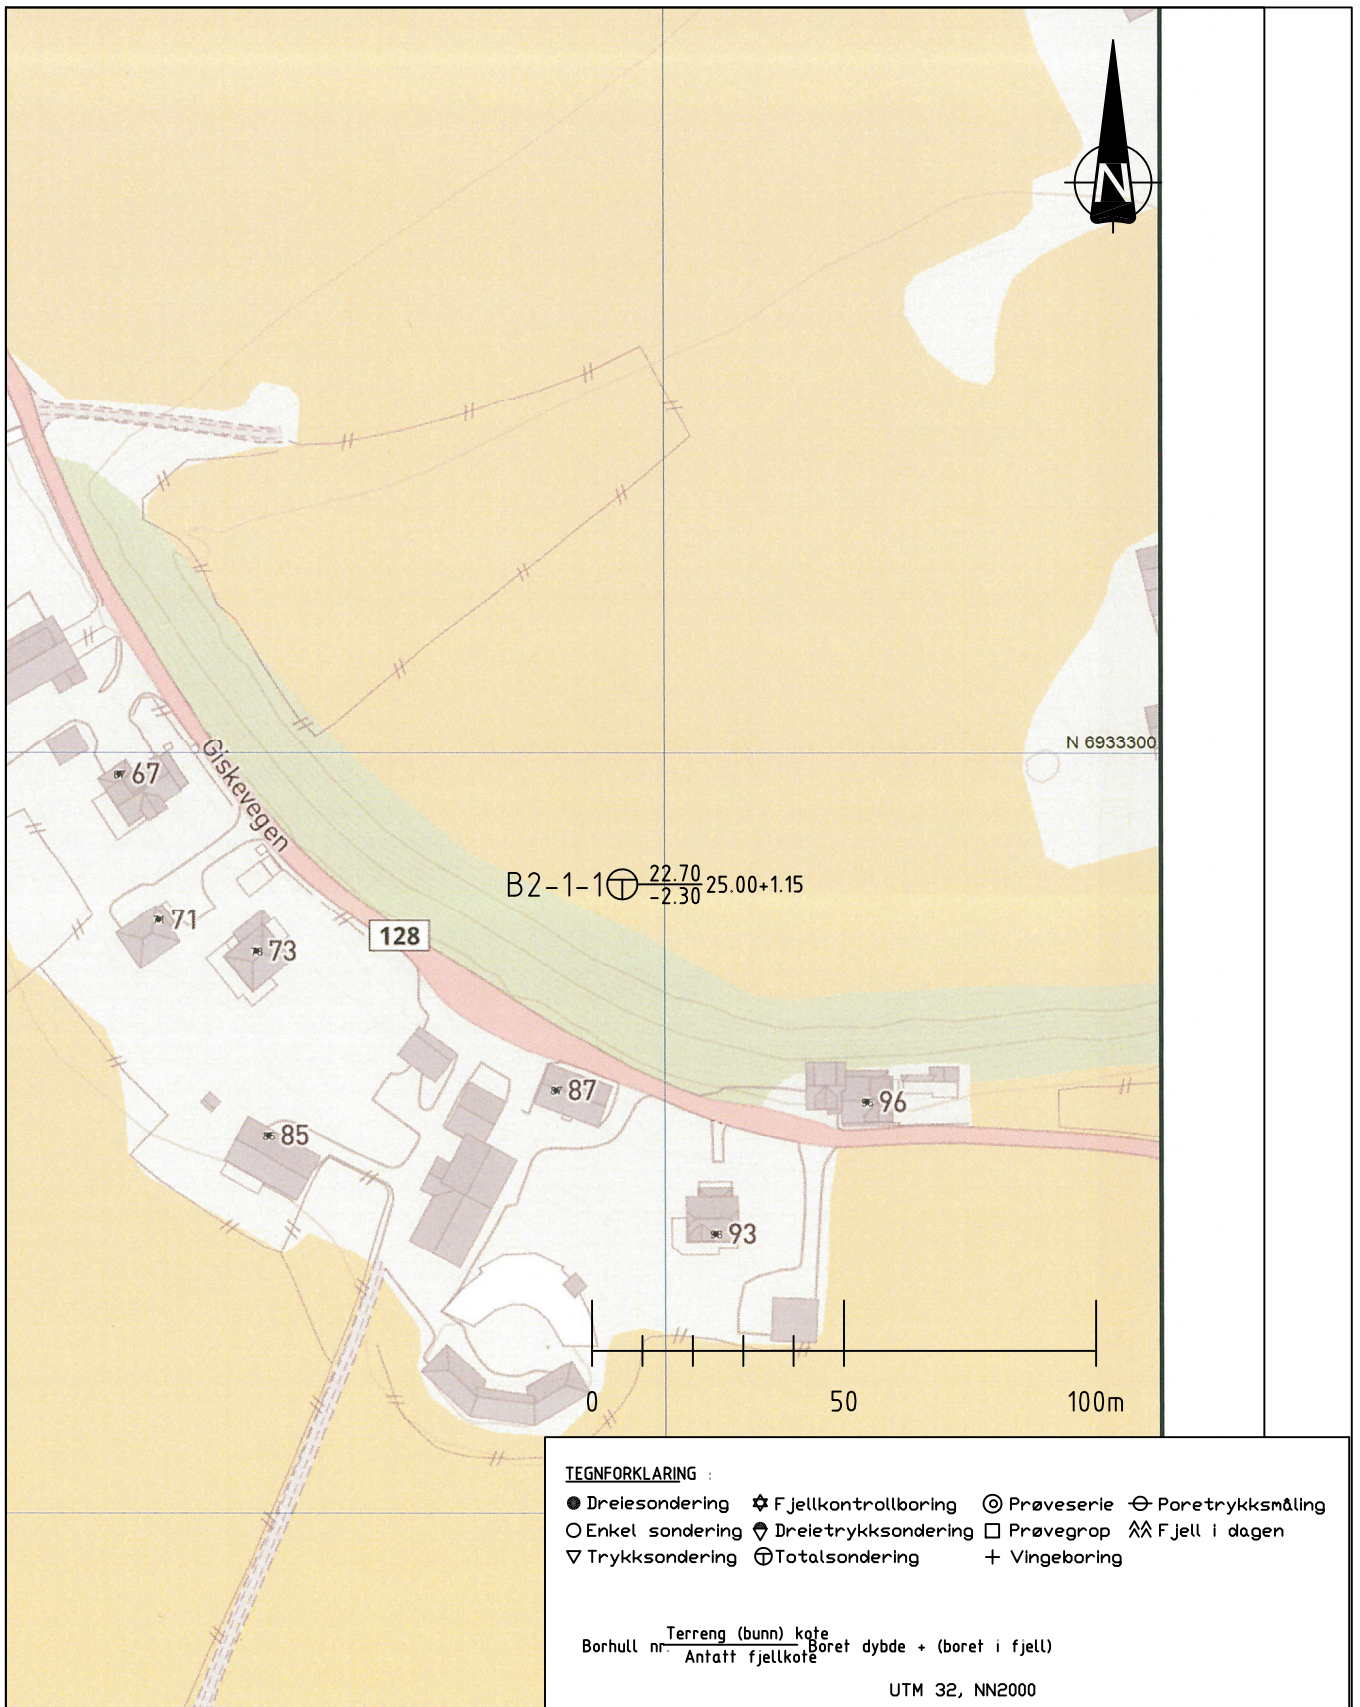 N
N 6933300
67
Giskevegen
B2-1-1 22.70 25.00+1.15
-2.30
71
128
73
87
96
85
93
0 50 100m
TEGNFORKLARING :
Dreiesondering Fjellkontrollboring Prøveserie Poretrykksmåling
Enkel sondering Dreietrykksondering Prøvegrop Fjell i dagen
Trykksondering Totalsondering Vingeboring
Terreng (bunn) kote
Borhull nr. Boret dybde + (boret i fjell)
Antatt fjellkote
UTM 32, NN2000